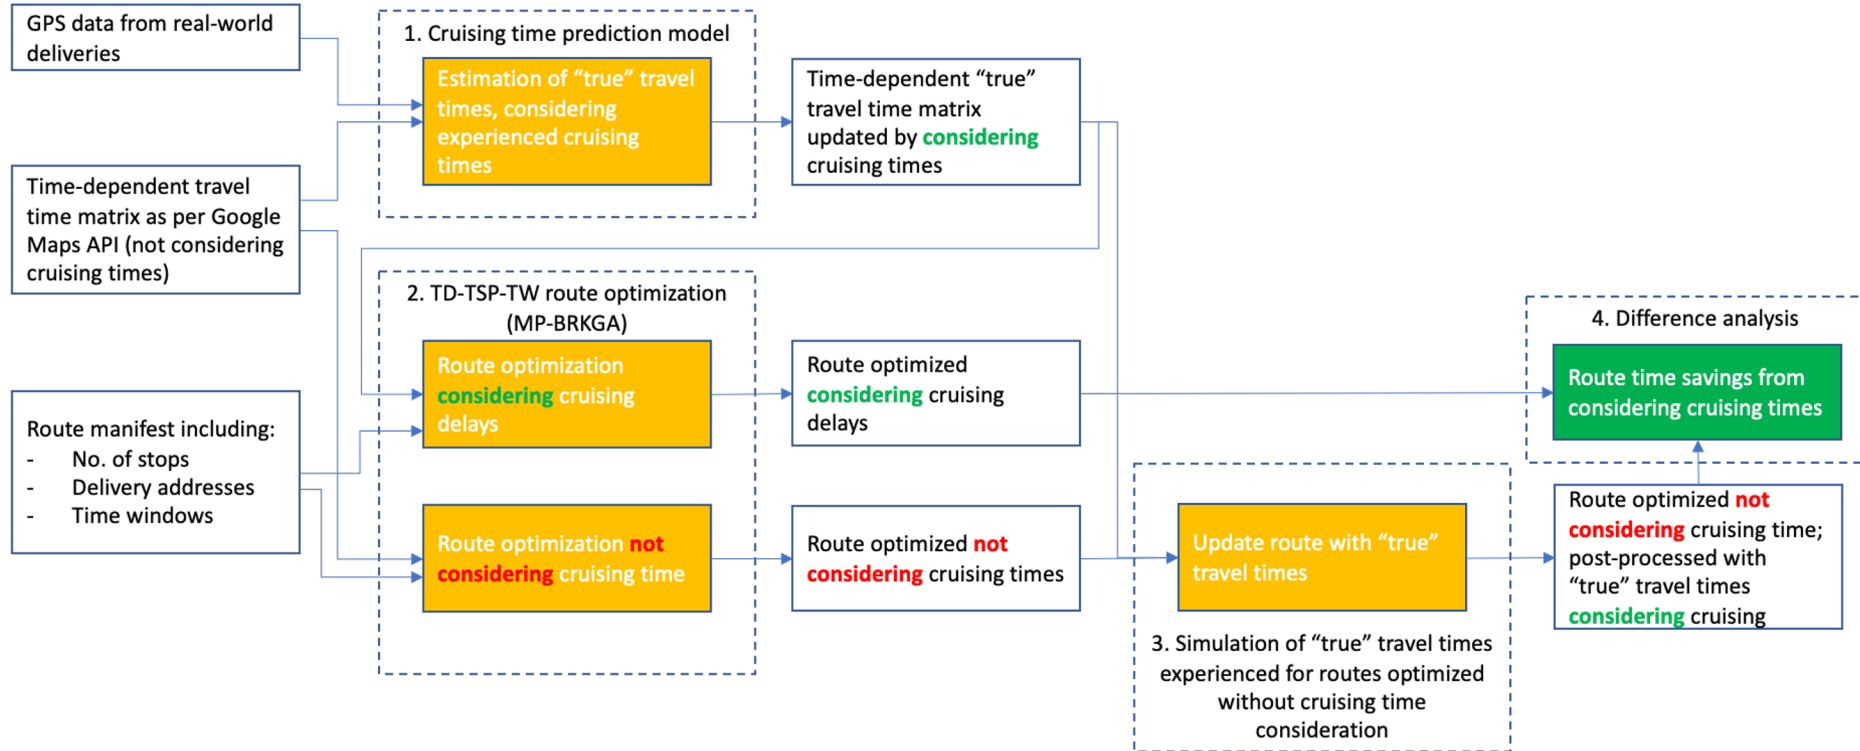 GPS data from real-world
deliveries
1. Cruising time prediction model
Estimation of “true” travel
times, considering
experienced cruising
times
Time-dependent “true”
travel time matrix
updated by considering
cruising times
Time-dependent travel
time matrix as per Google
Maps API (not considering
cruising times)
2. TD-TSP-TW route optimization
(MP-BRKGA)
Route optimization
considering cruising
delays
Route optimized
considering cruising
delays
4. Difference analysis
Route time savings from
considering cruising times
Route manifest including:
- No. of stops
- Delivery addresses
- Time windows
Route optimization not
considering cruising time
Route optimized not
considering cruising times
Update route with “true”
travel times
3. Simulation of “true” travel times
experienced for routes optimized
without cruising time
consideration
Route optimized not
considering cruising time;
post-processed with
“true” travel times
considering cruising